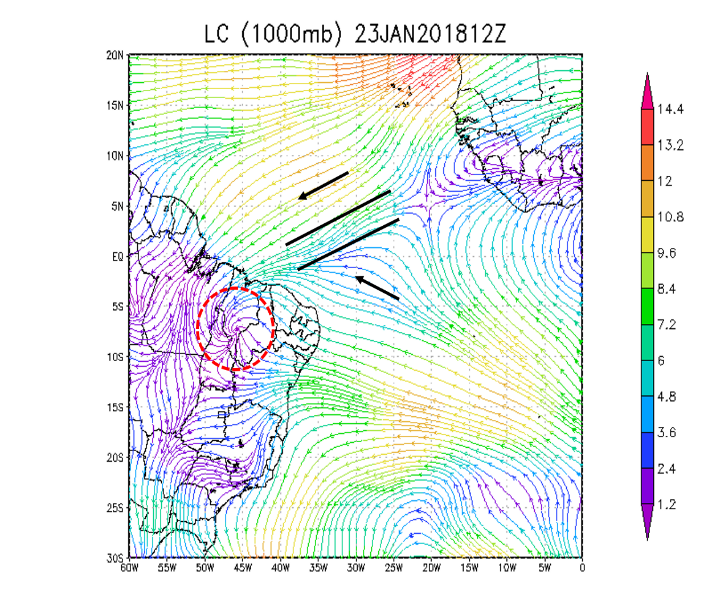 LC (1000mb) 23JAN201812Z
20N
15N
10N
5N
EQ
5S
10S
15S
20S
25S
30S
60W 55W 50W 45W 40W 35W 30W 25W 20W 15W 10W 5W 0
14.4
13.2
12
10.8
9.6
8.4
7.2
6
4.8
3.6
2.4
1.2